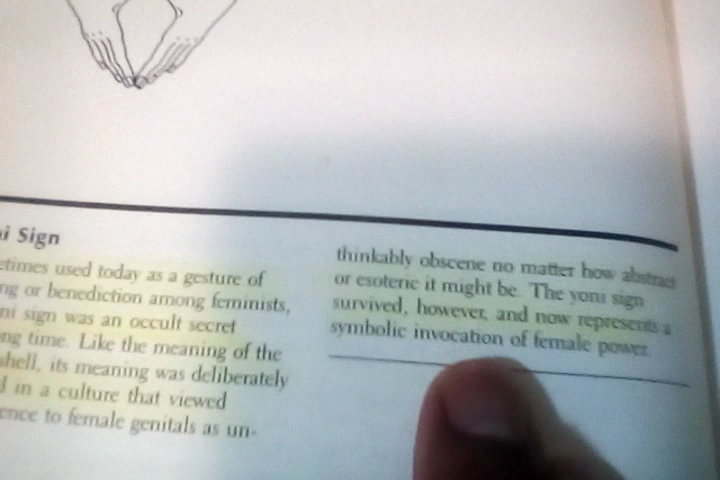 i Sign
etimes used today as a gesture of
ng or benediction among feminists,
ni sign was an occult secret
ng time. Like the meaning of the
shell, its meaning was deliberately
d in a culture that viewed
ence to female genitals as un-
thinkably obscene no matter how abstract
or esoteric it might be. The yoni sign
survived, however, and now represents a
symbolic invocation of female power.